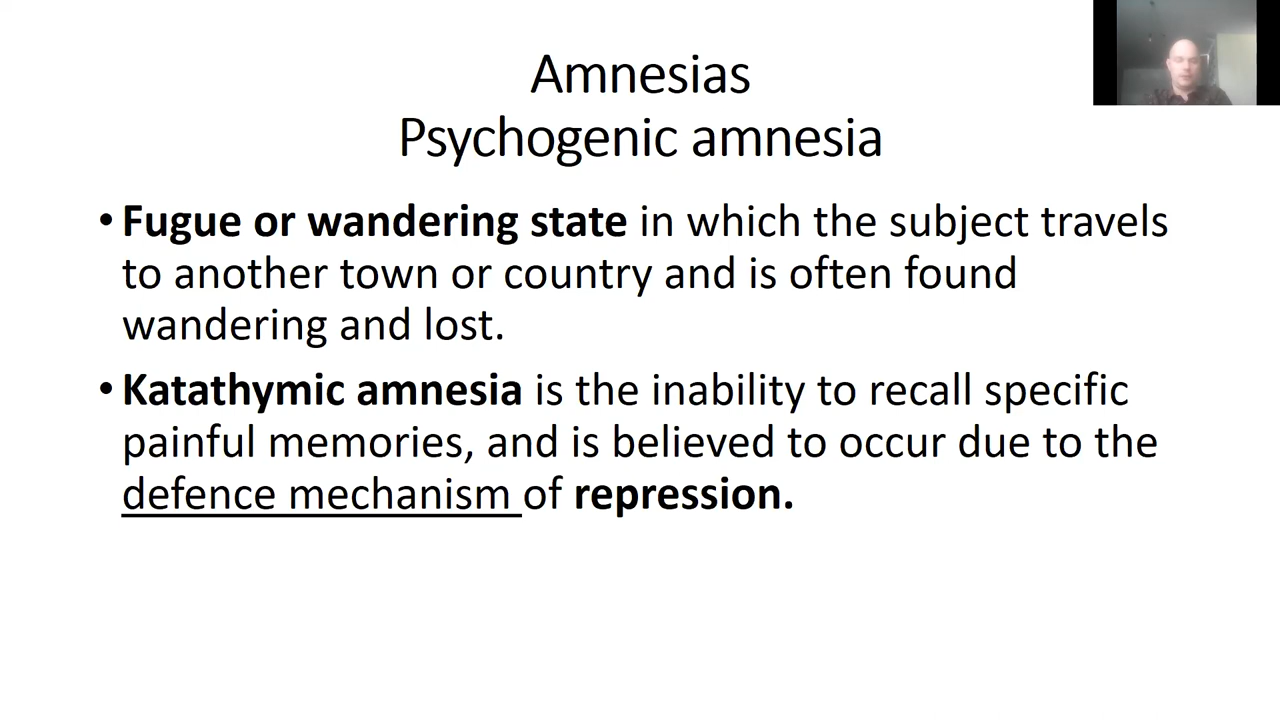 Amnesias
Psychogenic amnesia
• Fugue or wandering state in which the subject travels
to another town or country and is often found
wandering and lost.
• Katathymic amnesia is the inability to recall specific
painful memories, and is believed to occur due to the
defence mechanism of repression.